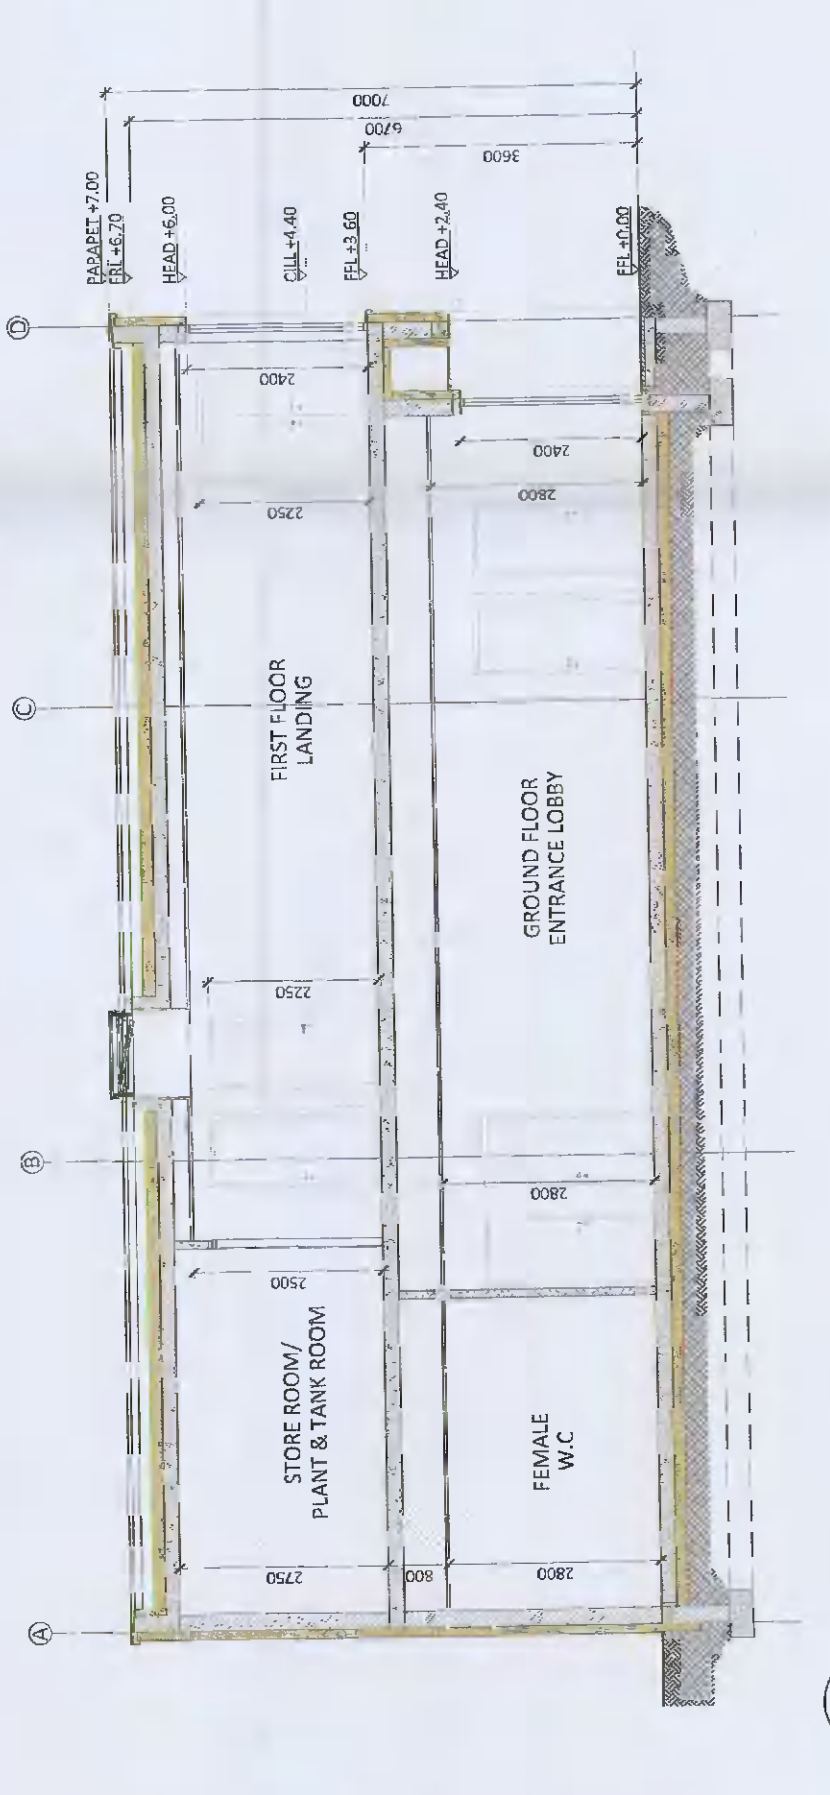 PARAPET +7.00
FRL +6.70
HEAD +6.00
CILL +4.40
FFL +3.60
HEAD +2.40
FFL ±0.00
7000
6700
3600
D
C
B
A
2400
2250
2400
2800
FIRST FLOOR
LANDING
GROUND FLOOR
ENTRANCE LOBBY
2250
2800
2500
STORE ROOM/
PLANT & TANK ROOM
FEMALE
W.C
2750
800
2800